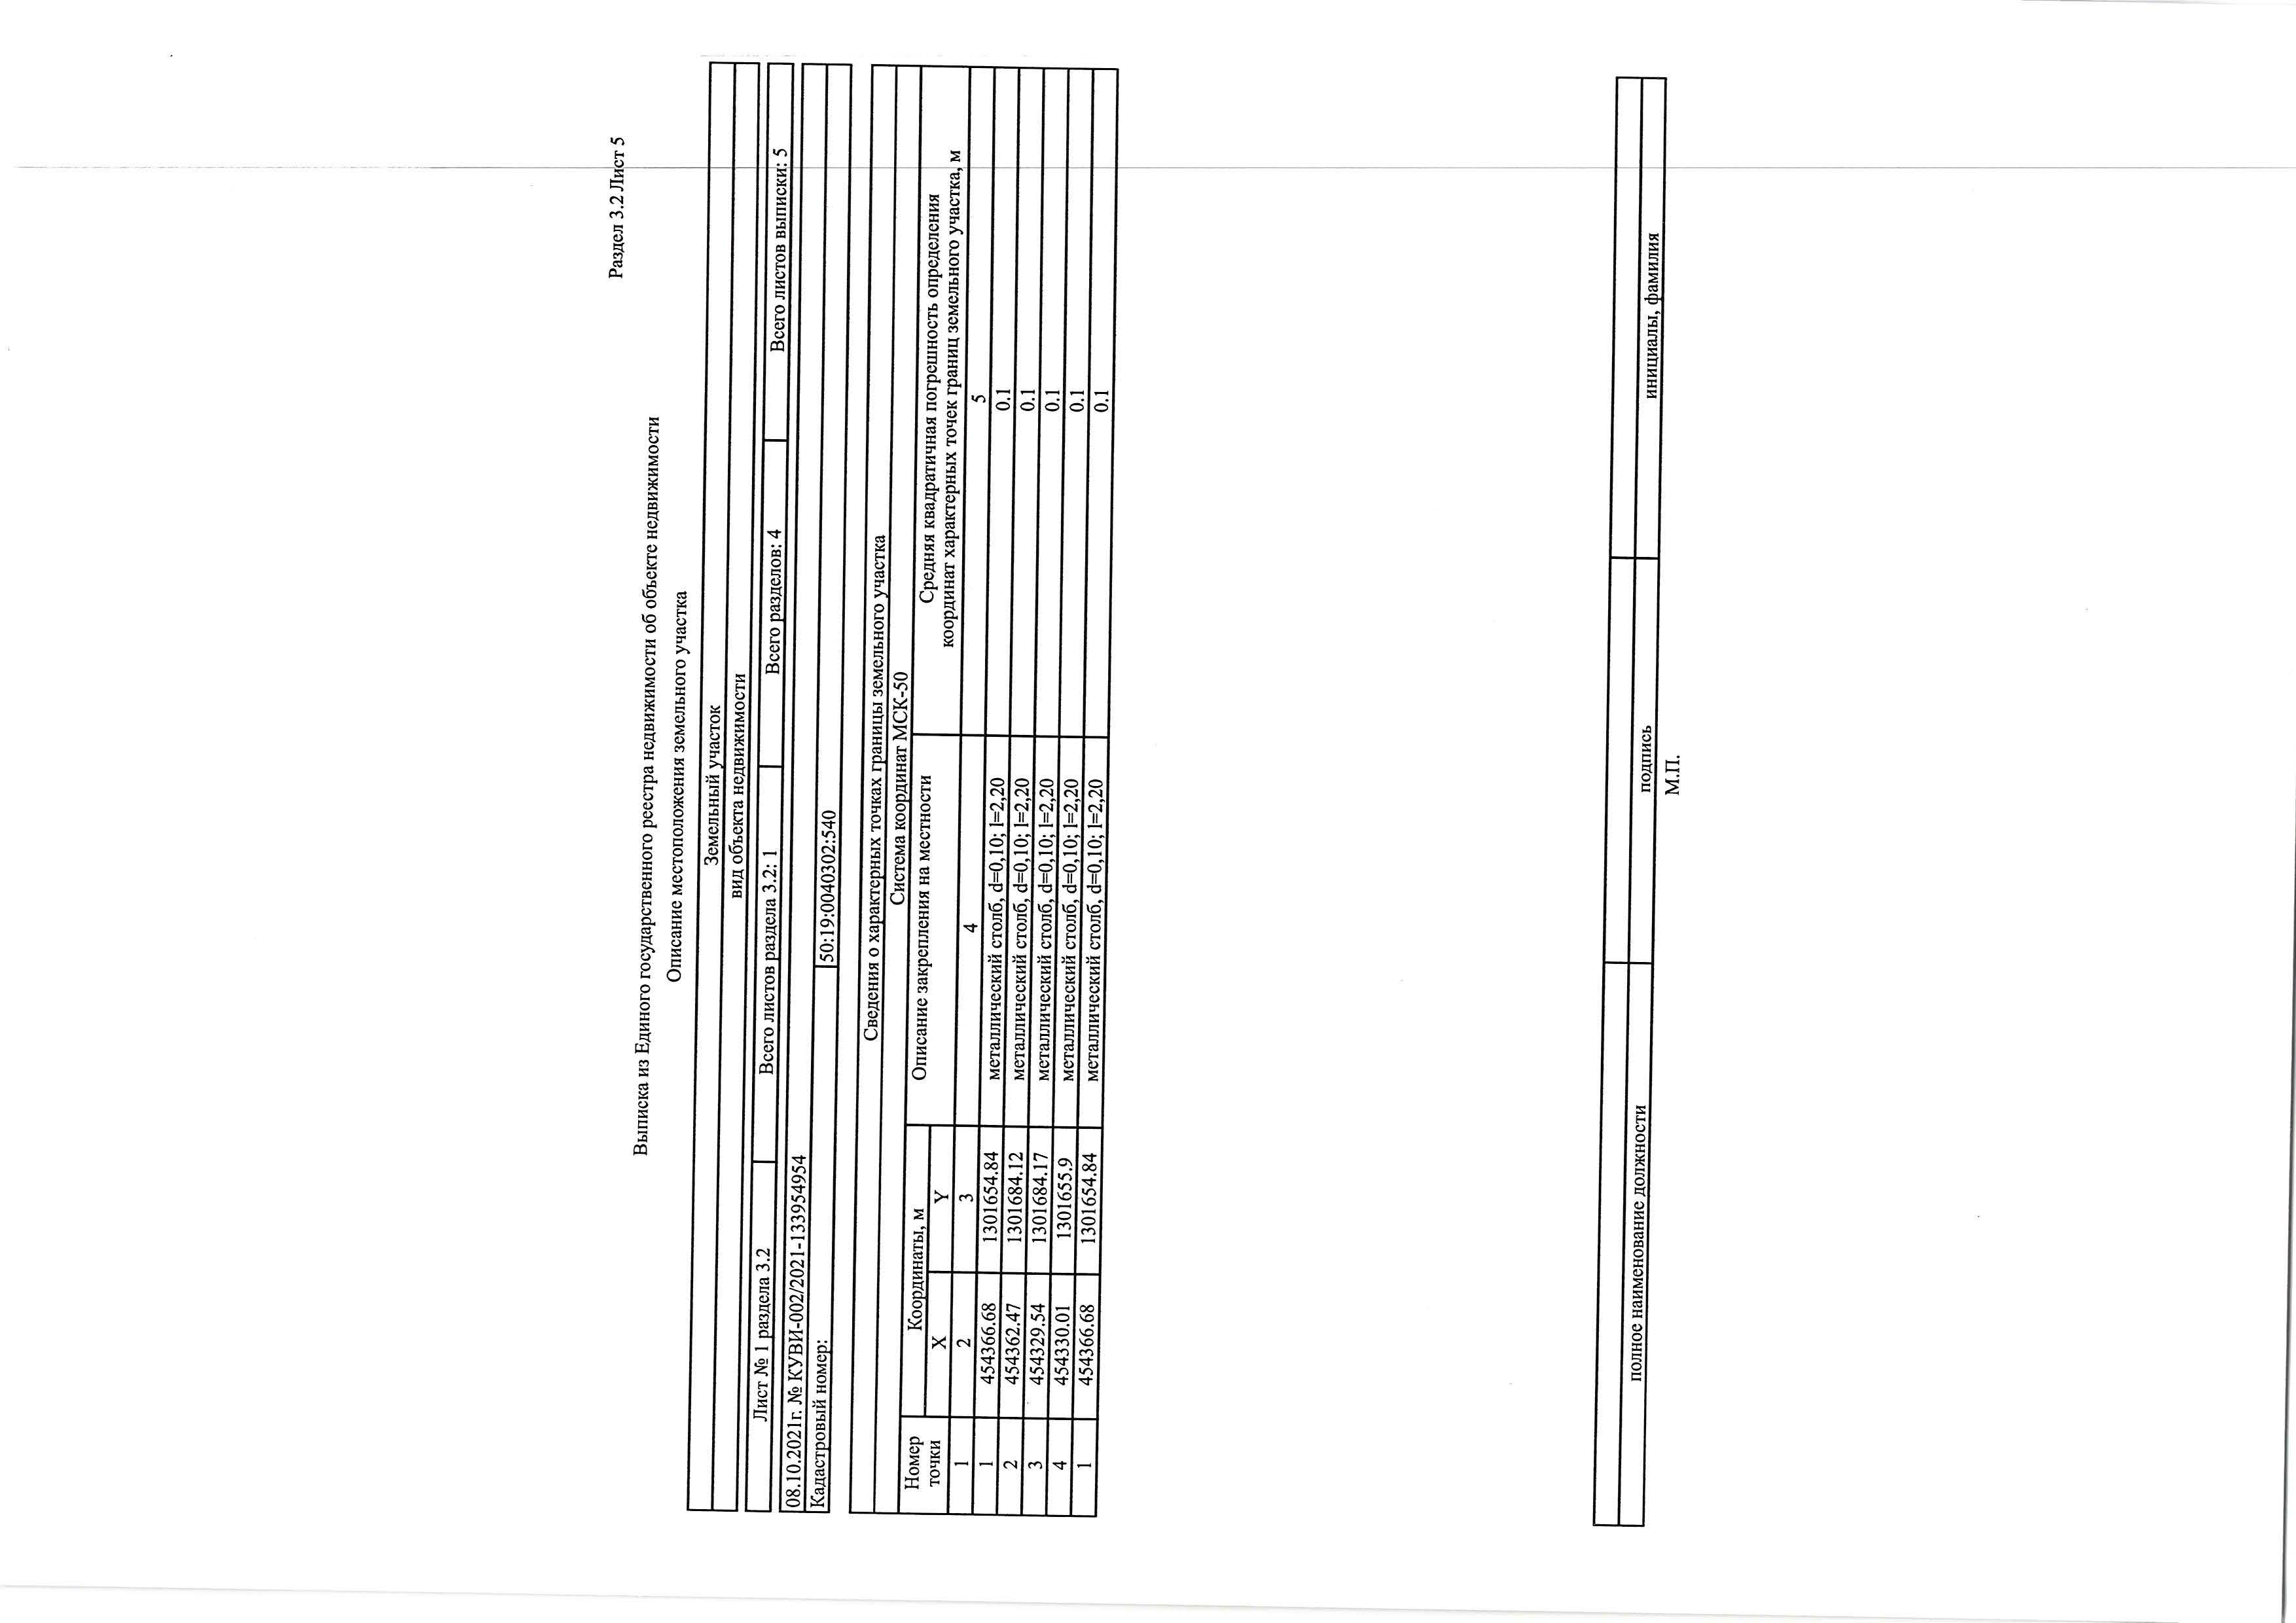 Раздел 3.2 Лист 5
Выписка из Единого государственного реестра недвижимости об объекте недвижимости
Описание местоположения земельного участка
Земельный участок
вид объекта недвижимости
Лист № 1 раздела 3.2 Всего листов раздела 3.2: 1 Всего разделов: 4 Всего листов выписки: 5
08.10.2021г. № КУВИ-002/2021-133954954
Кадастровый номер: 50:19:0040302:540
Сведения о характерных точках границы земельного участка
Система координат МСК-50
Номер точки Координаты, м Описание закрепления на местности Средняя квадратичная погрешность определения
координат характерных точек границ земельного участка, м
X Y
1 2 3 4 5
1 454366.68 1301654.84 металлический столб, d=0,10; l=2,20 0.1
2 454362.47 1301684.12 металлический столб, d=0,10; l=2,20 0.1
3 454329.54 1301684.17 металлический столб, d=0,10; l=2,20 0.1
4 454330.01 1301655.9 металлический столб, d=0,10; l=2,20 0.1
1 454366.68 1301654.84 металлический столб, d=0,10; l=2,20 0.1
полное наименование должности подпись инициалы, фамилия
М.П.